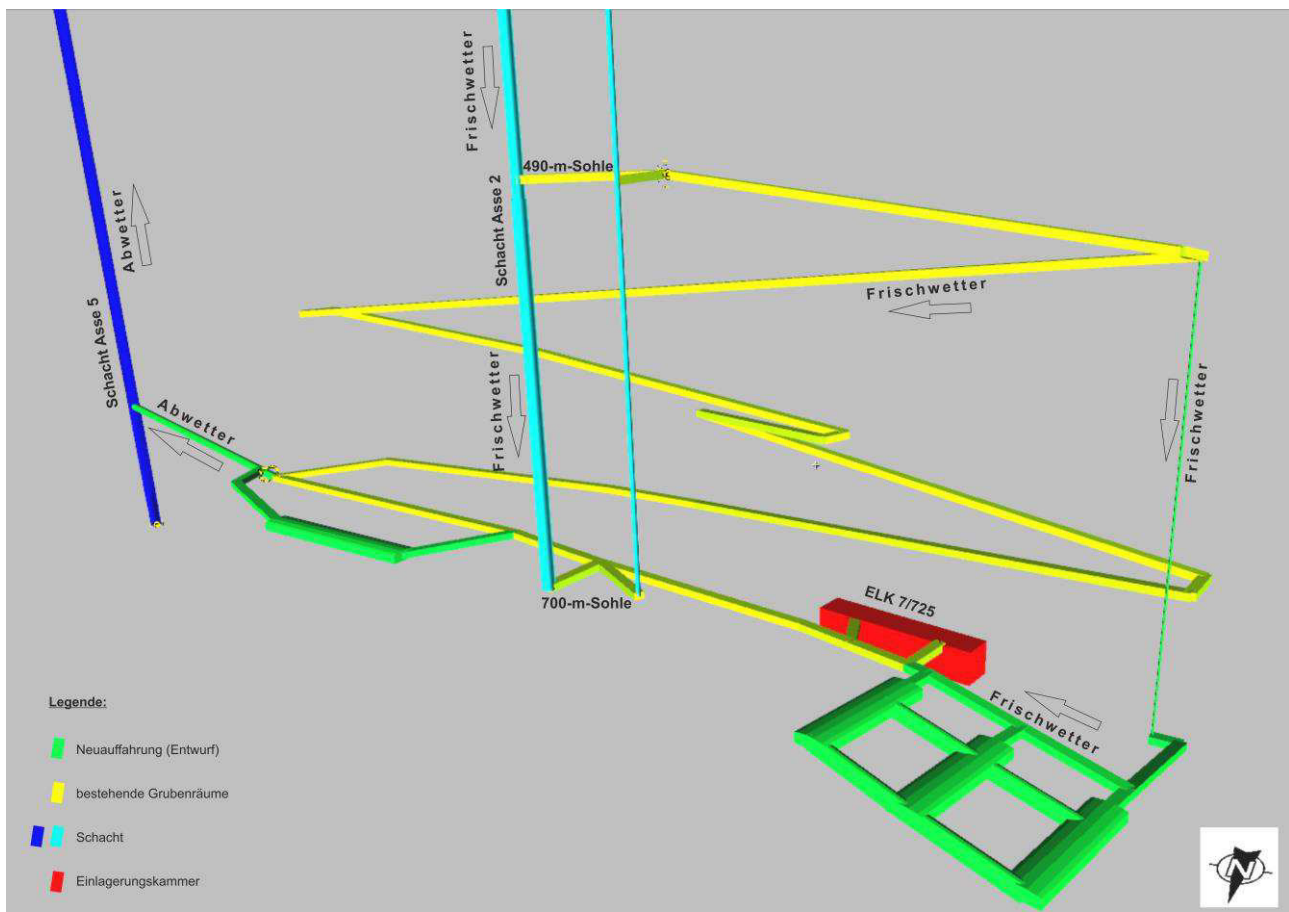 Frischwetter
490-m-Sohle
Schacht Asse 2
Abwetter
Frischwetter
Schacht Asse 5
Frischwetter
Frischwetter
Abwetter
ELK 7/725
700-m-Sohle
Frischwetter
Legende:
Neuauffahrung (Entwurf)
bestehende Grubenräume
Schacht
Einlagerungskammer
N